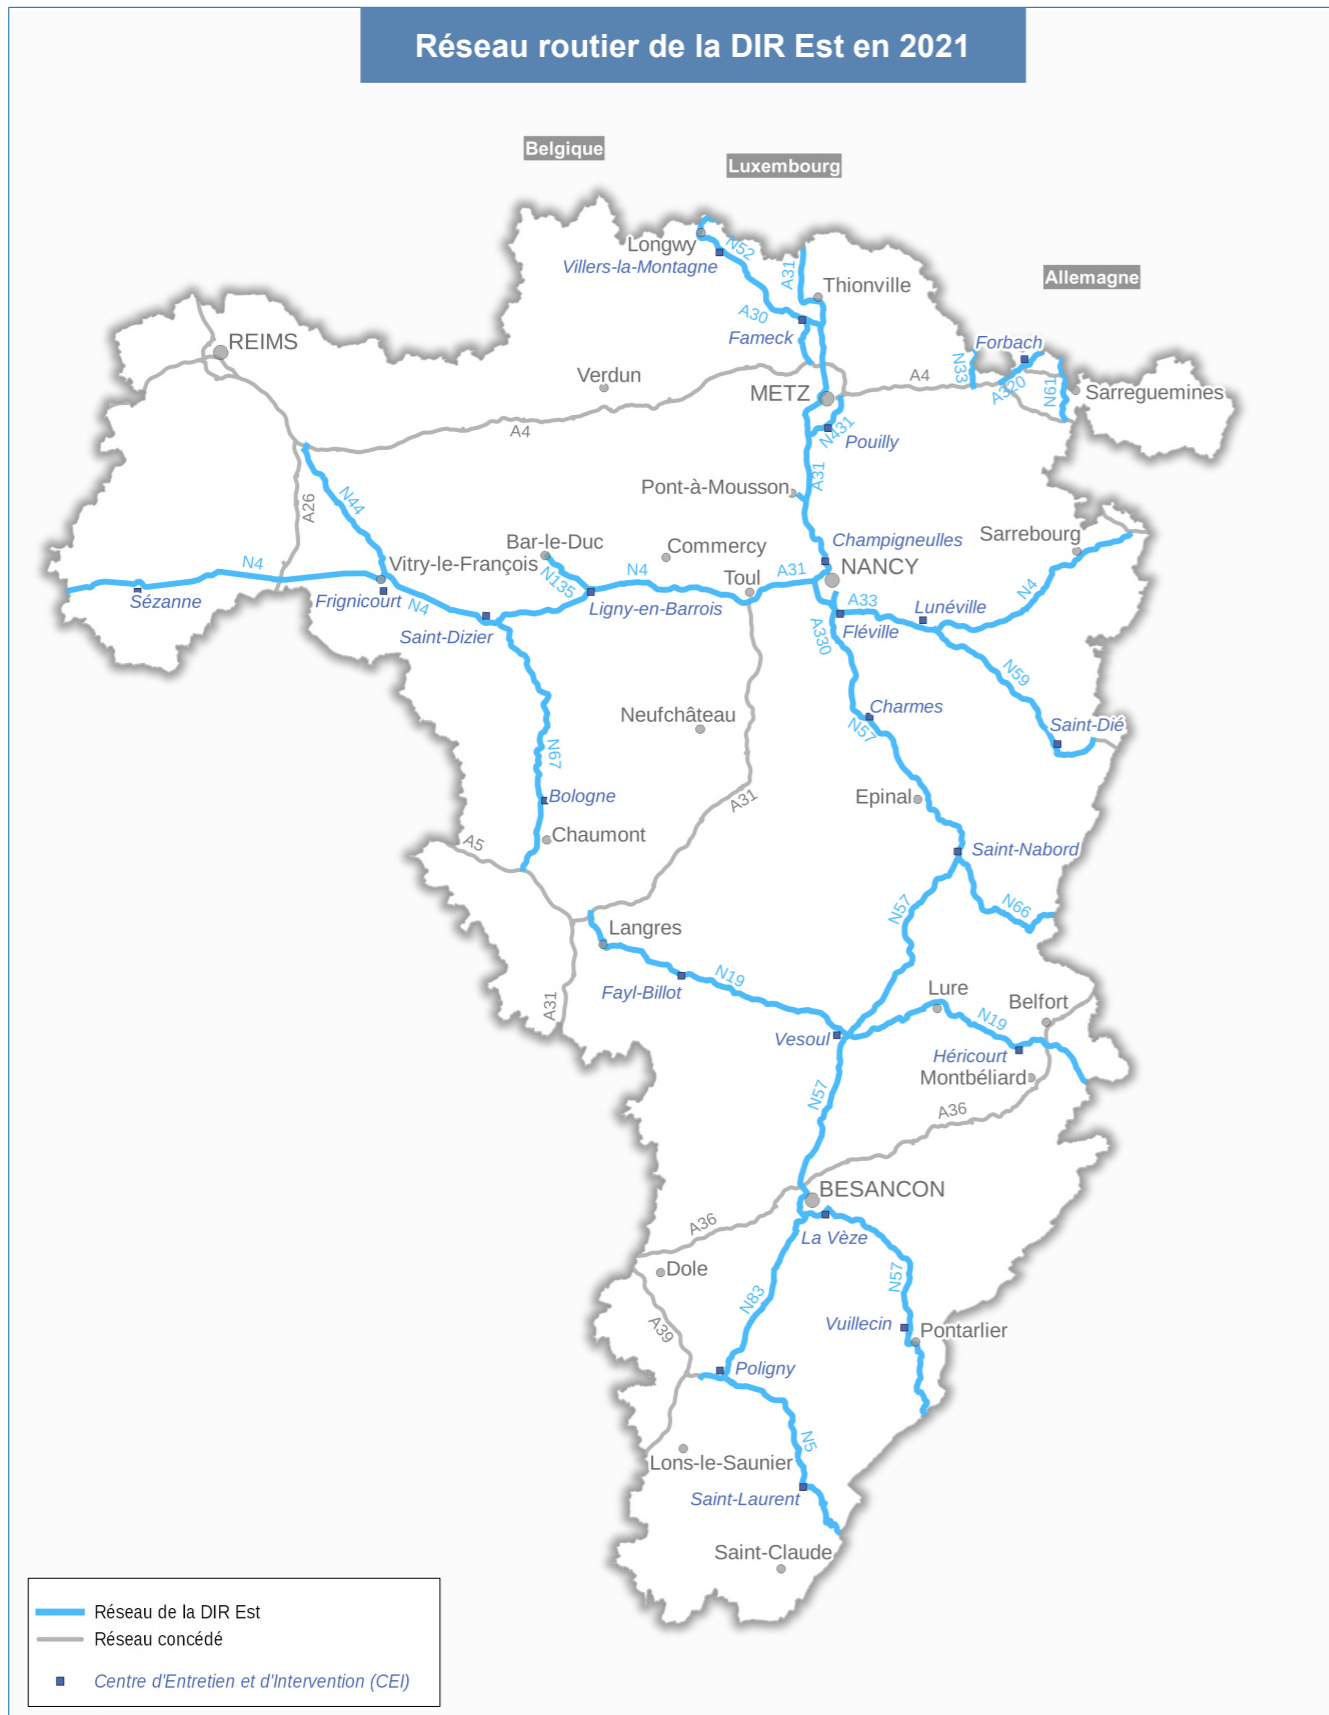 Réseau routier de la DIR Est en 2021
Belgique
Luxembourg
Allemagne
Longwy
N52
Villers-la-Montagne
A31
Thionville
A30
Fameck
REIMS
Forbach
Verdun
N33
A4
A320
N61
METZ
Sarreguemines
A4
N431
Pouilly
A31
Pont-à-Mousson
N44
A26
Champigneulles
Sarrebourg
Bar-le-Duc
Commercy
N4
Vitry-le-François
N135
N4
Toul
A31
NANCY
N4
Sézanne
Frignicourt
N4
Ligny-en-Barrois
A33
Lunéville
Saint-Dizier
A330
Fléville
N59
Neufchâteau
Charmes
N57
Saint-Dié
N67
Bologne
A31
Epinal
Chaumont
A5
Saint-Nabord
N57
N66
Langres
Fayl-Billot
N19
Lure
Belfort
A31
N19
Vesoul
Héricourt
Montbéliard
N57
A36
BESANCON
A36
La Vèze
Dole
N57
N83
A39
Vuillecin
Pontarlier
Poligny
N5
Lons-le-Saunier
Saint-Laurent
Saint-Claude
Réseau de la DIR Est
Réseau concédé
Centre d'Entretien et d'Intervention (CEI)